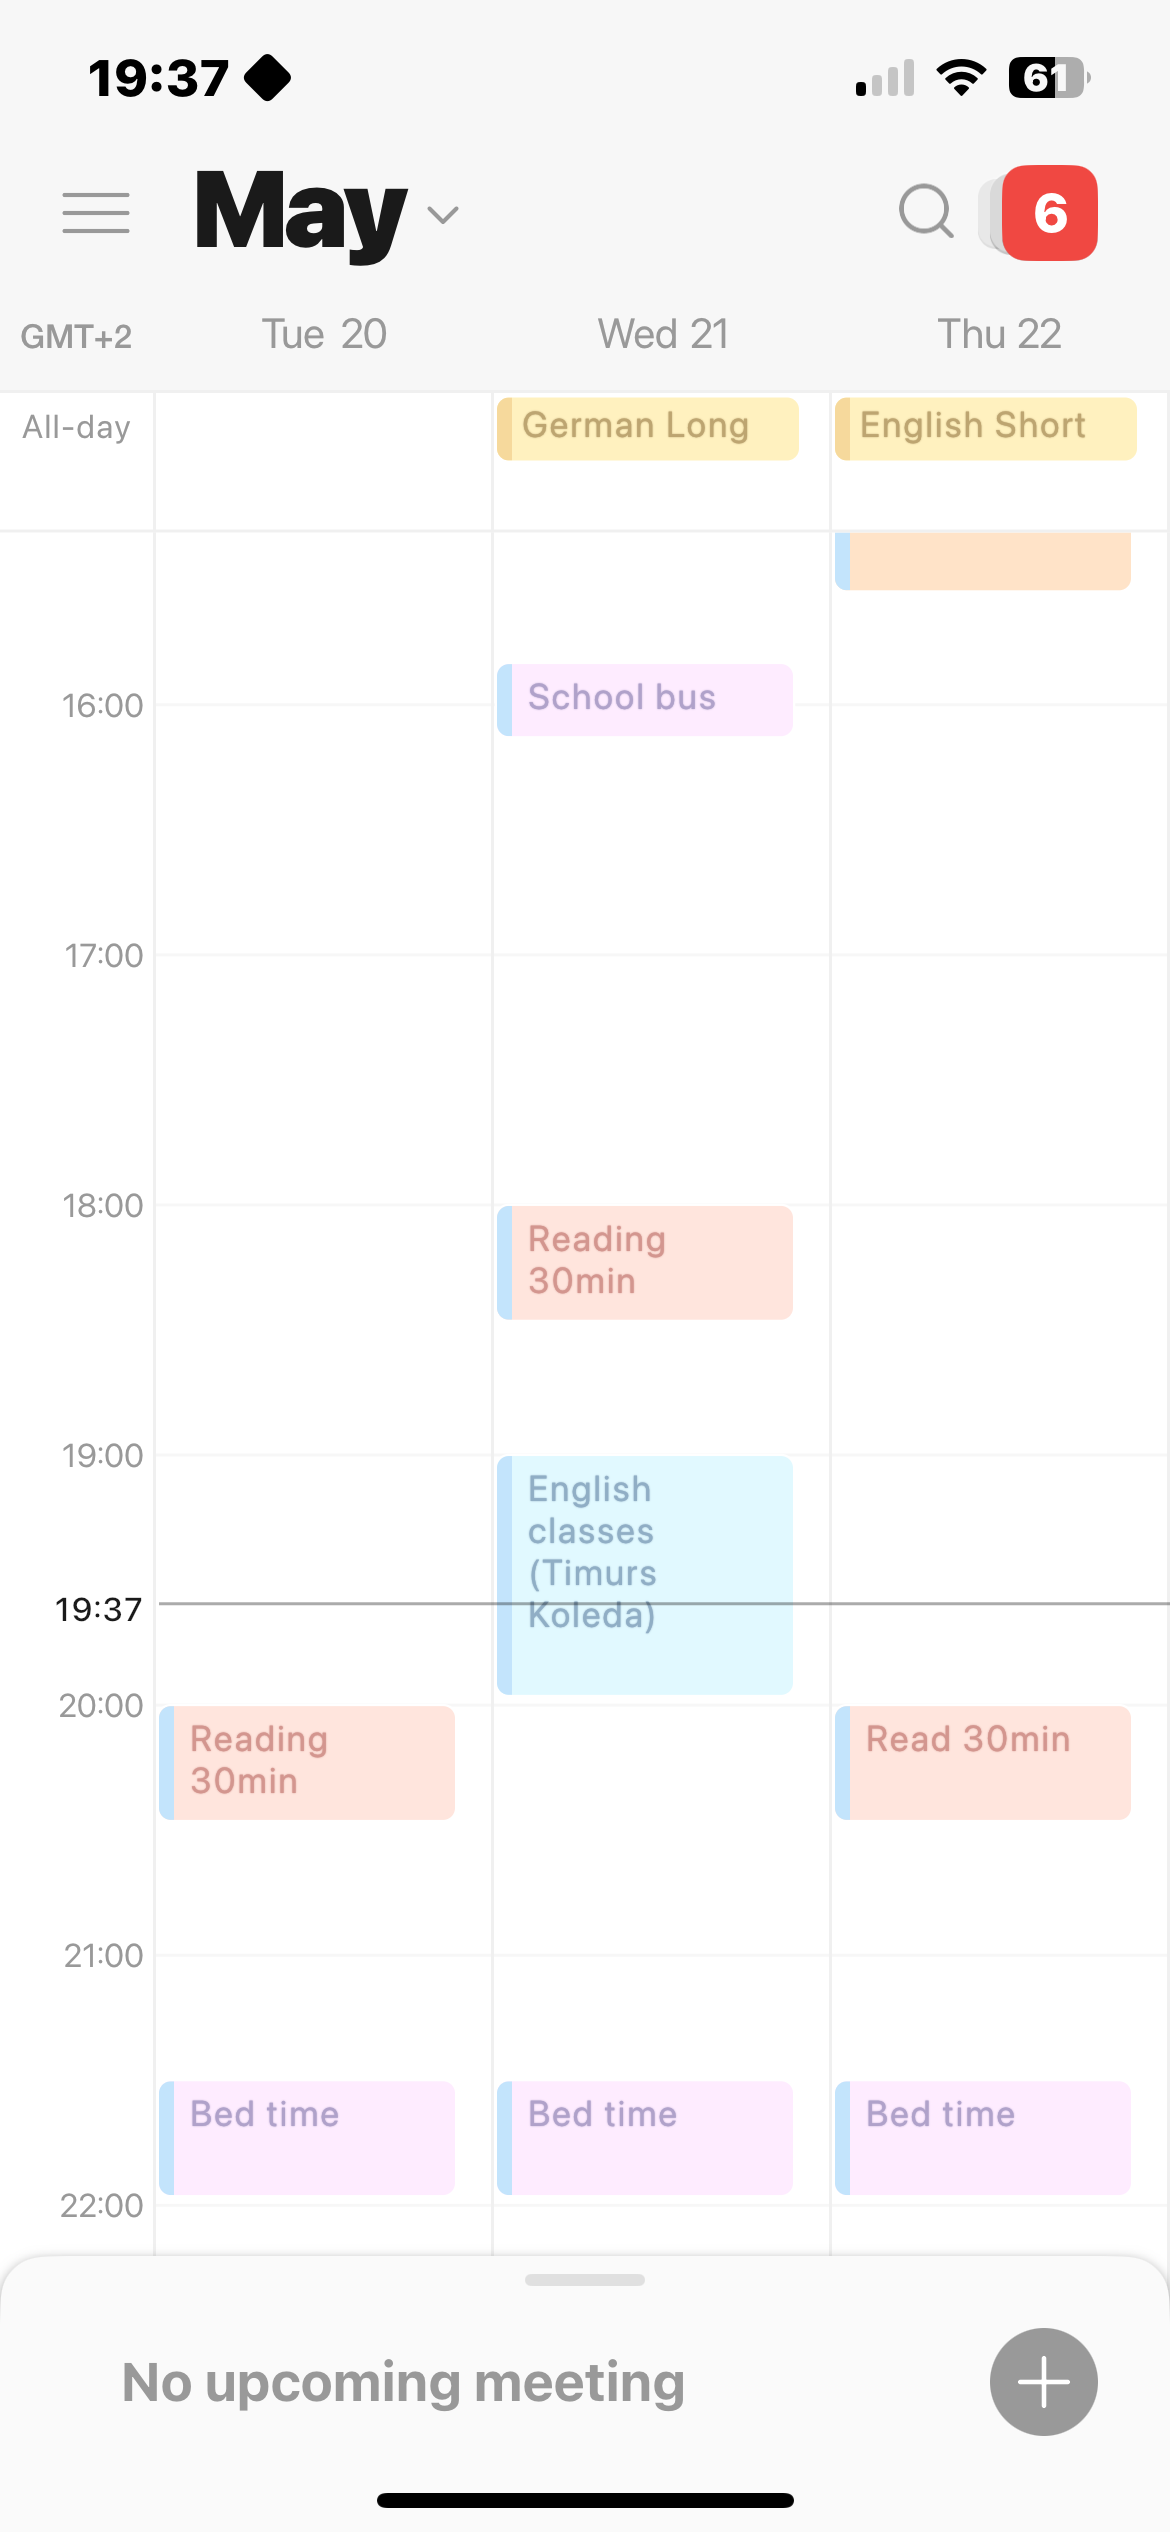 19:37
61
May
6
GMT+2
Tue 20
Wed 21
Thu 22
All-day
German Long
English Short
16:00
School bus
17:00
18:00
Reading
30min
19:00
English
classes
(Timurs
Koleda)
19:37
20:00
Reading
30min
Read 30min
21:00
Bed time
Bed time
Bed time
22:00
No upcoming meeting